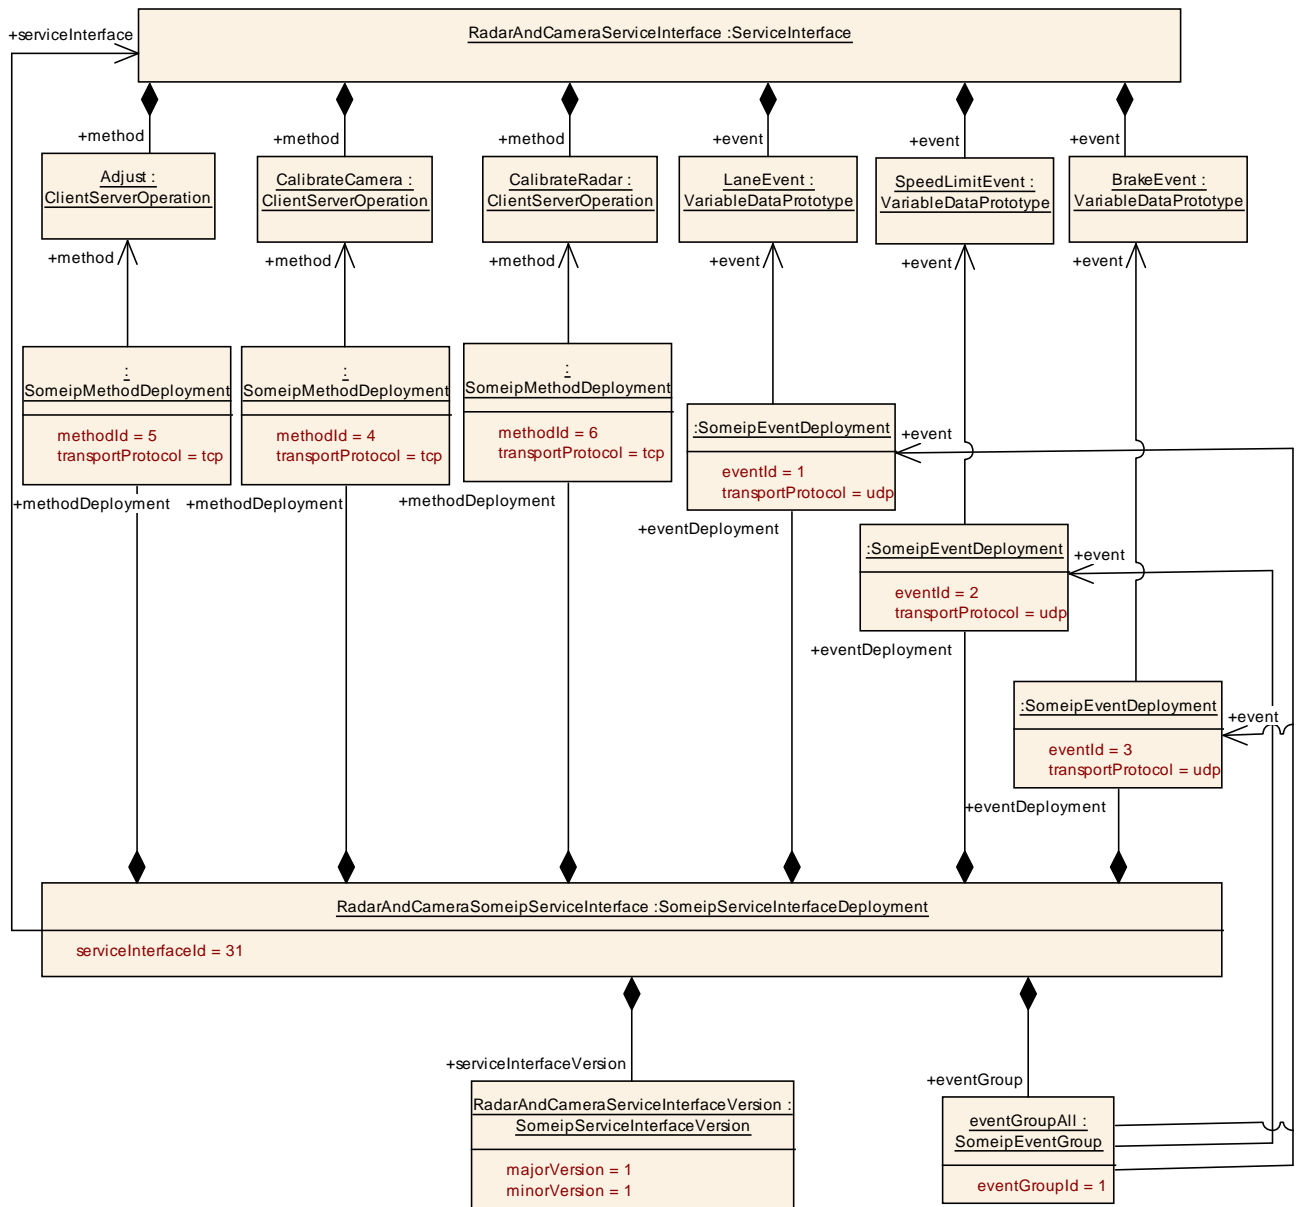 +serviceInterface
RadarAndCameraServiceInterface :ServiceInterface
+method
+method
+method
+event
+event
+event
Adjust :
ClientServerOperation
CalibrateCamera :
ClientServerOperation
CalibrateRadar :
ClientServerOperation
LaneEvent :
VariableDataPrototype
SpeedLimitEvent :
VariableDataPrototype
BrakeEvent :
VariableDataPrototype
+method
+method
+method
+event
+event
+event
:
SomeipMethodDeployment
methodId = 5
transportProtocol = tcp
:
SomeipMethodDeployment
methodId = 4
transportProtocol = tcp
:
SomeipMethodDeployment
methodId = 6
transportProtocol = tcp
:SomeipEventDeployment
eventId = 1
transportProtocol = udp
+event
+methodDeployment
+methodDeployment
+methodDeployment
+eventDeployment
:SomeipEventDeployment
eventId = 2
transportProtocol = udp
+event
+eventDeployment
:SomeipEventDeployment
eventId = 3
transportProtocol = udp
+event
+eventDeployment
RadarAndCameraSomeipServiceInterface :SomeipServiceInterfaceDeployment
serviceInterfaceId = 31
+serviceInterfaceVersion
+eventGroup
RadarAndCameraServiceInterfaceVersion :
SomeipServiceInterfaceVersion
majorVersion = 1
minorVersion = 1
eventGroupAll :
SomeipEventGroup
eventGroupId = 1